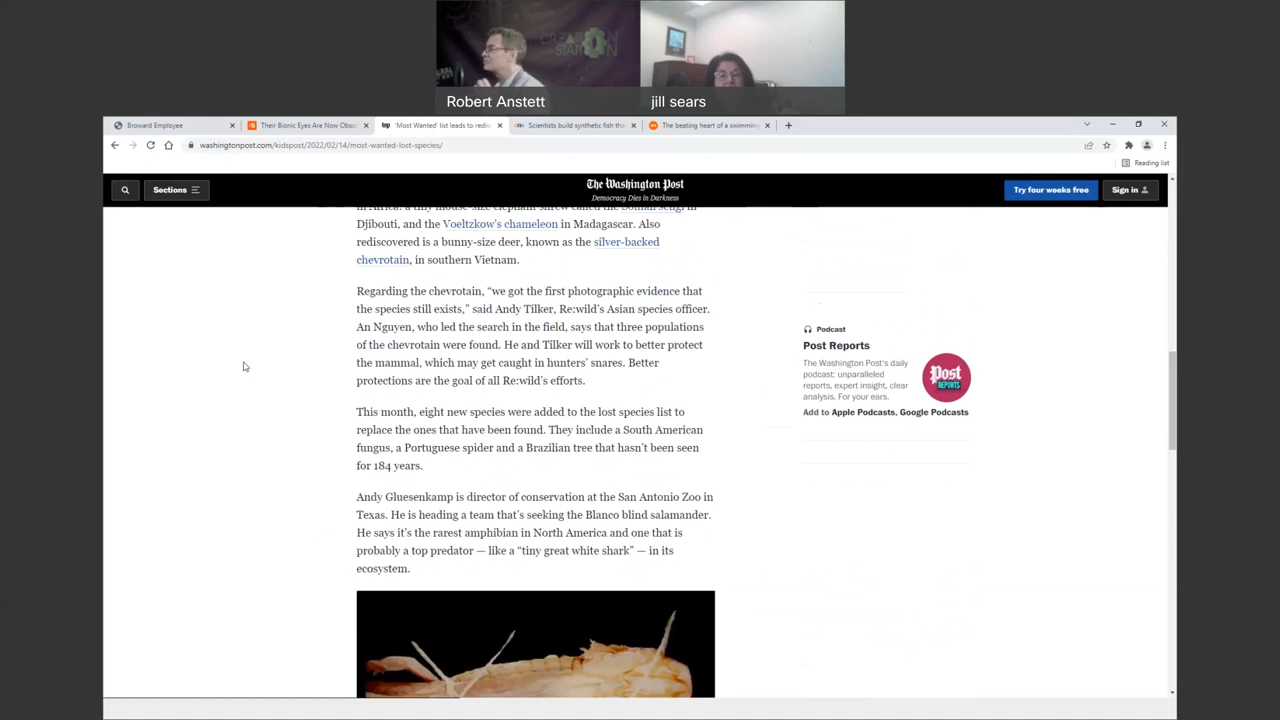 CREATION
STATION
Robert Anstett
jill sears
Broward Employee
Their Bionic Eyes Are Now Obso
'Most Wanted' list leads to redis
Scientists build synthetic fish tha
The beating heart of a swimming
washingtonpost.com/kidspost/2022/02/14/most-wanted-lost-species/
Reading list
Sections
The Washington Post
Democracy Dies in Darkness
Try four weeks free
Sign in
in Africa: a tiny mouse-size elephant shrew called the Somali sengi in
Djibouti, and the Voeltzkow's chameleon in Madagascar. Also
rediscovered is a bunny-size deer, known as the silver-backed
chevrotain, in southern Vietnam.
Regarding the chevrotain, “we got the first photographic evidence that
the species still exists,” said Andy Tilker, Re:wild's Asian species officer.
An Nguyen, who led the search in the field, says that three populations
of the chevrotain were found. He and Tilker will work to better protect
the mammal, which may get caught in hunters' snares. Better
protections are the goal of all Re:wild's efforts.
This month, eight new species were added to the lost species list to
replace the ones that have been found. They include a South American
fungus, a Portuguese spider and a Brazilian tree that hasn't been seen
for 184 years.
Andy Gluesenkamp is director of conservation at the San Antonio Zoo in
Texas. He is heading a team that's seeking the Blanco blind salamander.
He says it's the rarest amphibian in North America and one that is
probably a top predator — like a “tiny great white shark” — in its
ecosystem.
Podcast
Post Reports
The Washington Post's daily
podcast: unparalleled
reports, expert insight, clear
analysis. For your ears.
Post
REPORTS
Add to Apple Podcasts, Google Podcasts